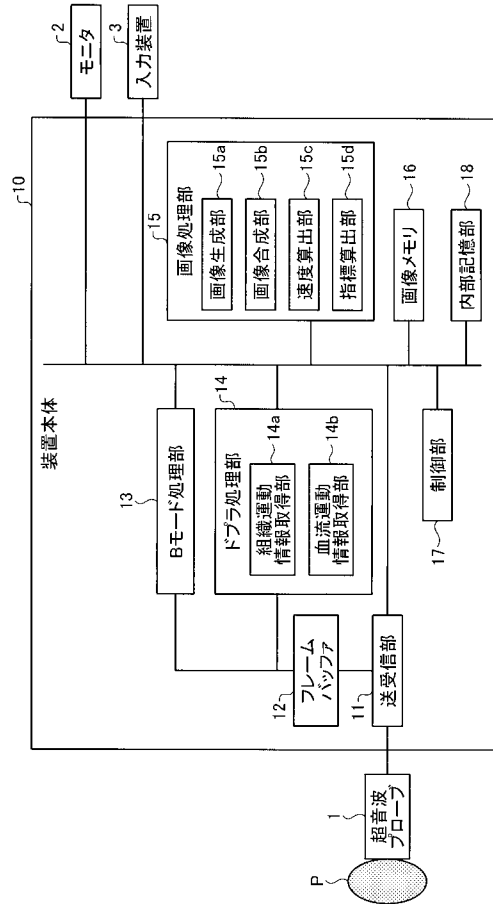 10
装置本体
2
モニタ
3
入力装置
15
画像処理部
15a
画像生成部
15b
画像合成部
15c
速度算出部
15d
指標算出部
16
画像メモリ
18
内部記憶部
13
Bモード処理部
14
ドプラ処理部
14a
組織運動
情報取得部
14b
血流運動
情報取得部
17
制御部
12
フレーム
バッファ
11
送受信部
1
超音波
プローブ
P